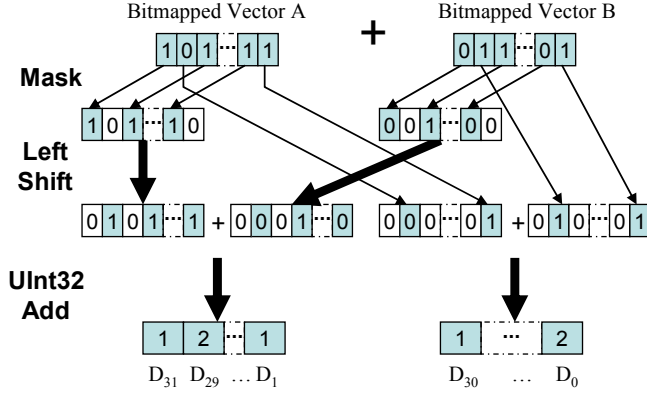 Bitmapped Vector A Bitmapped Vector B
1 0 1 ... 1 1 + 0 1 1 ... 0 1
Mask
1 0 1 ... 1 0 0 0 1 ... 0 0
Left
Shift
0 1 0 1 ... 1 + 0 0 0 1 ... 0 0 0 0 ... 0 1 + 0 1 0 ... 0 1
UInt32
Add
1 2 ... 1 1 ... 2
D31 D29 ... D1 D30 ... D0